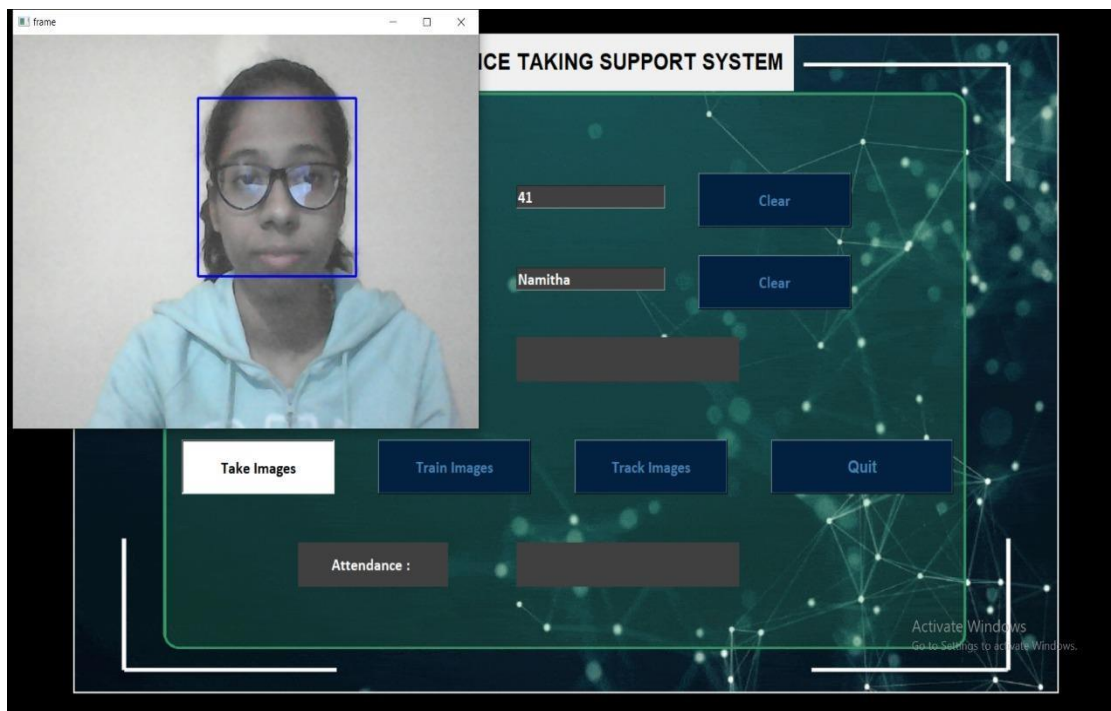 frame
ICE TAKING SUPPORT SYSTEM
41
Clear
Namitha
Clear
Take Images
Train Images
Track Images
Quit
Attendance :
Activate Windows
Go to Settings to activate Windows.